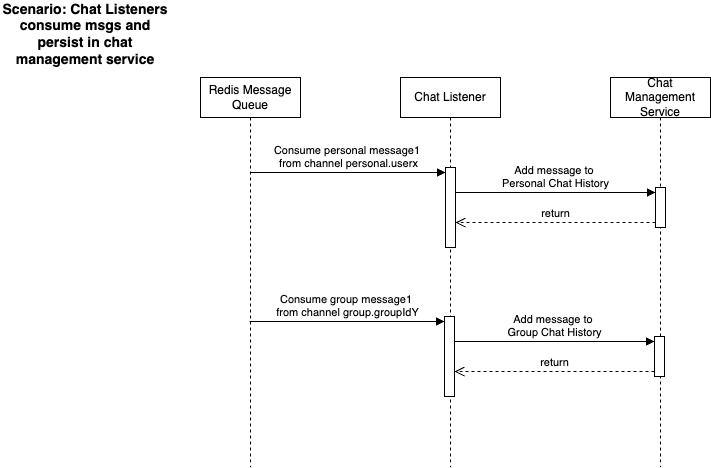 Scenario: Chat Listeners
consume msgs and
persist in chat
management service
Redis Message
Queue
Chat Listener
Chat
Management
Service
Consume personal message1
from channel personal.userx
Add message to
Personal Chat History
return
Consume group message1
from channel group.groupIdY
Add message to
Group Chat History
return